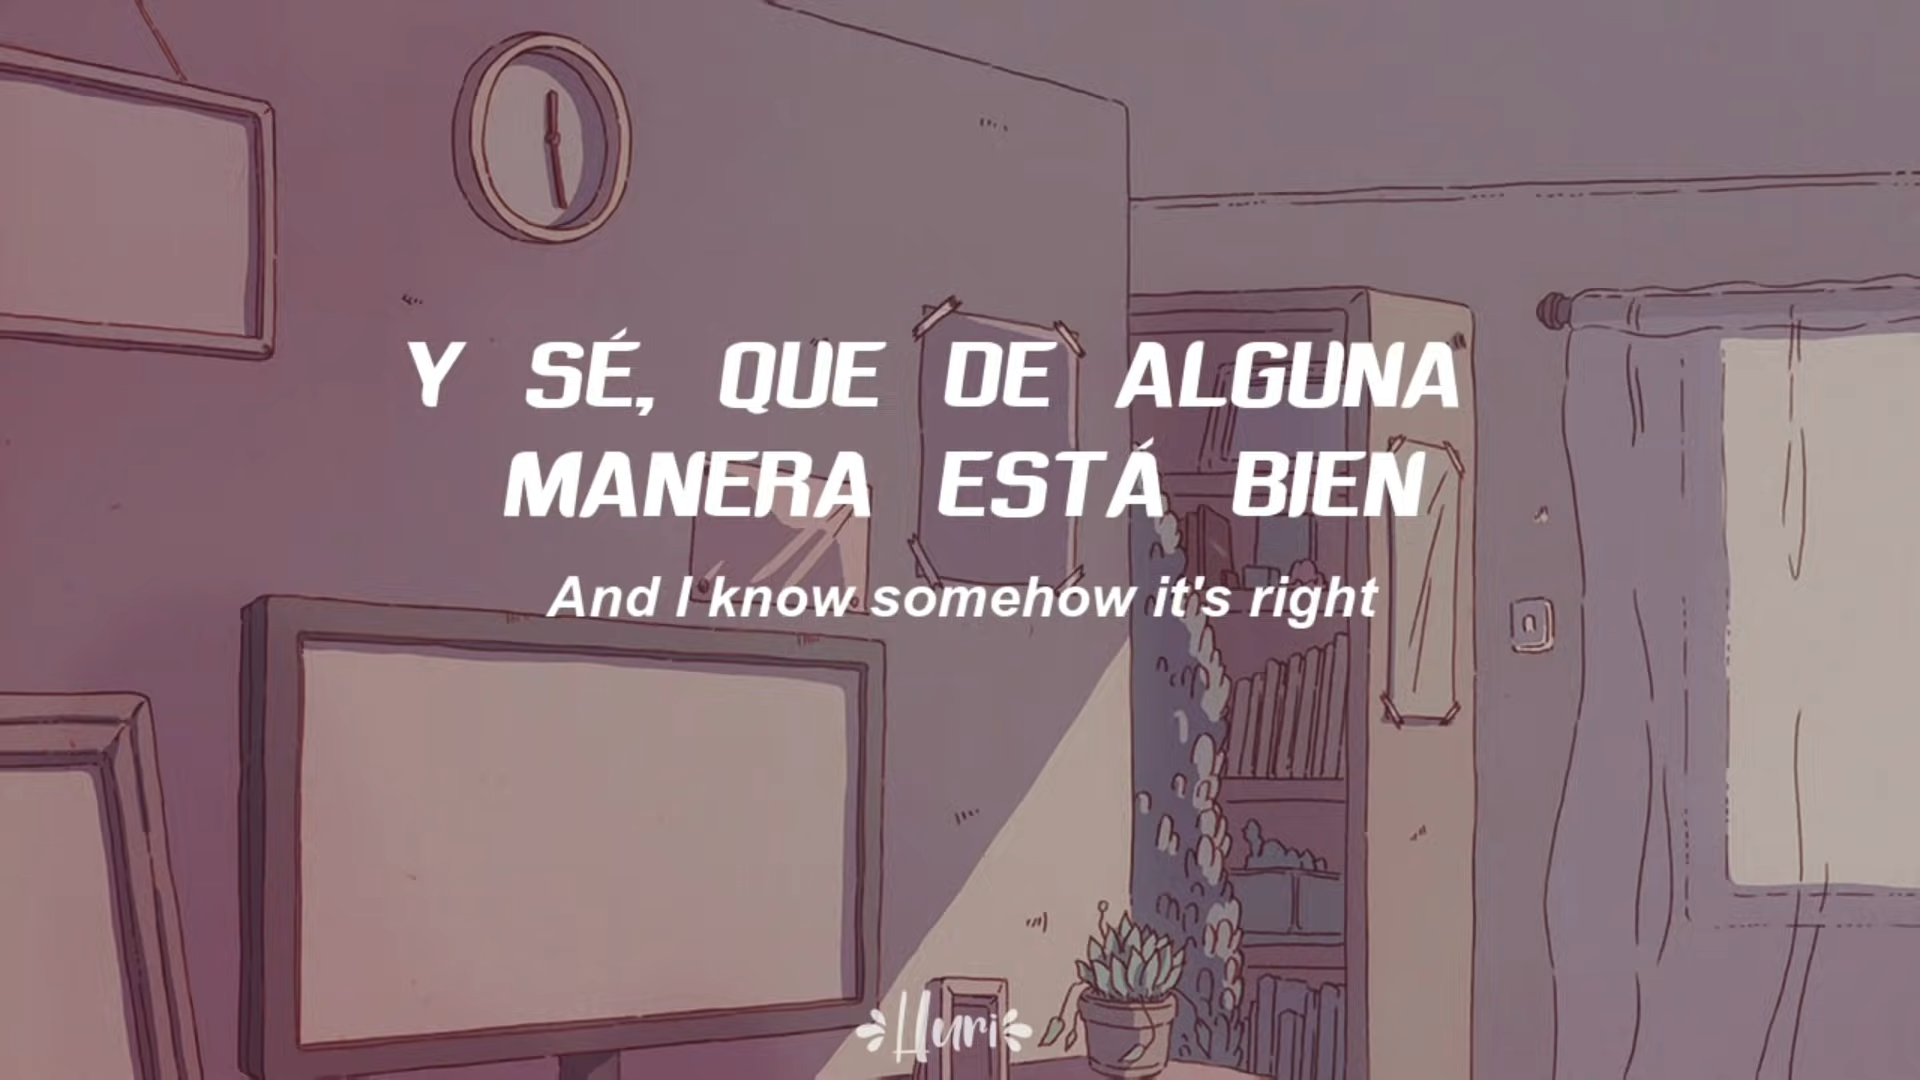 Y SÉ, QUE DE ALGUNA
MANERA ESTÁ BIEN
And I know somehow it's right
Huri